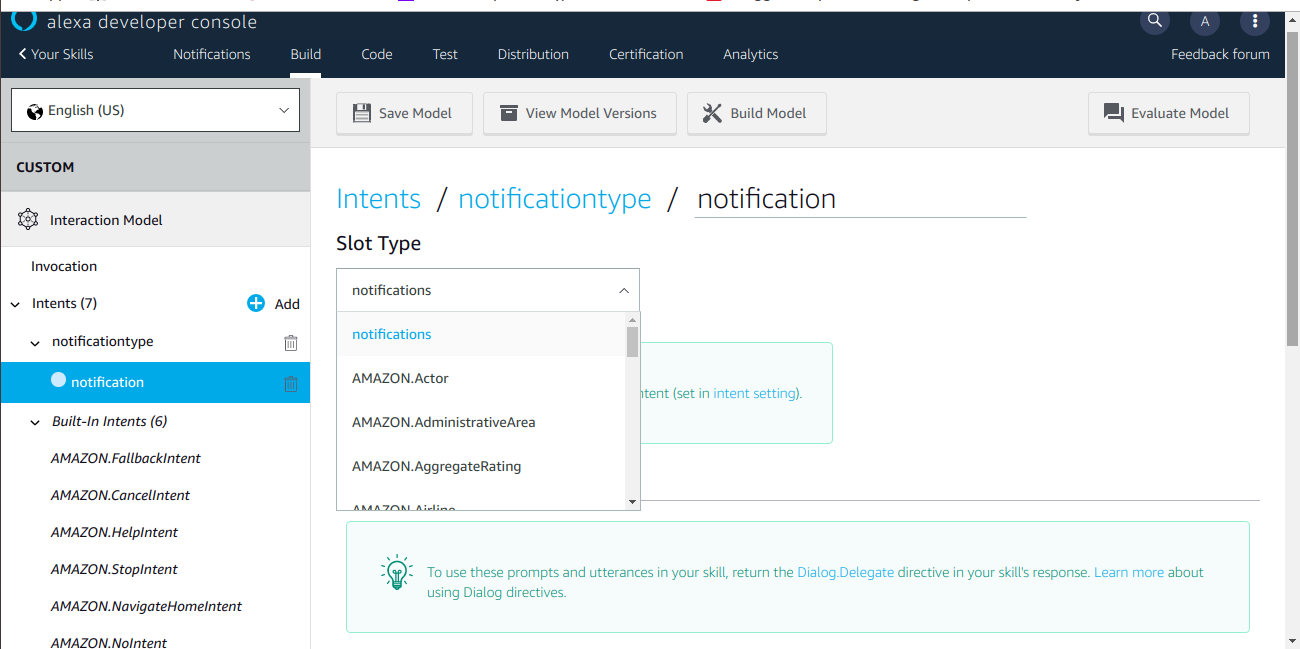 alexa developer console
A
Your Skills
Notifications
Build
Code
Test
Distribution
Certification
Analytics
Feedback forum
English (US)
Save Model
View Model Versions
Build Model
Evaluate Model
CUSTOM
Interaction Model
Invocation
Intents (7)
Add
notificationtype
notification
Built-In Intents (6)
AMAZON.FallbackIntent
AMAZON.CancelIntent
AMAZON.HelpIntent
AMAZON.StopIntent
AMAZON.NavigateHomeIntent
AMAZON.NoIntent
Intents / notificationtype / notification
Slot Type
notifications
notifications
AMAZON.Actor
AMAZON.AdministrativeArea
AMAZON.AggregateRating
AMAZON.Airline
(set in intent setting).
To use these prompts and utterances in your skill, return the Dialog.Delegate directive in your skill's response. Learn more about
using Dialog directives.